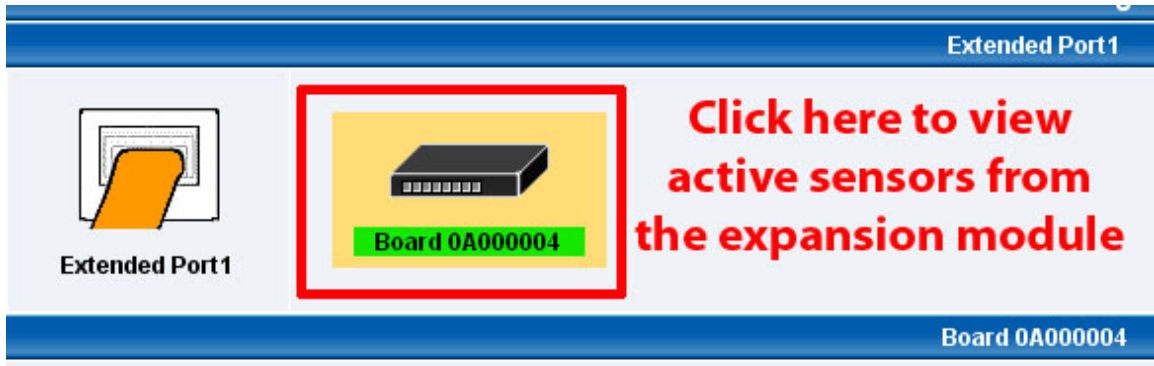 Extended Port1
Click here to view
active sensors from
the expansion module
Board 0A000004
Extended Port1
Board 0A000004